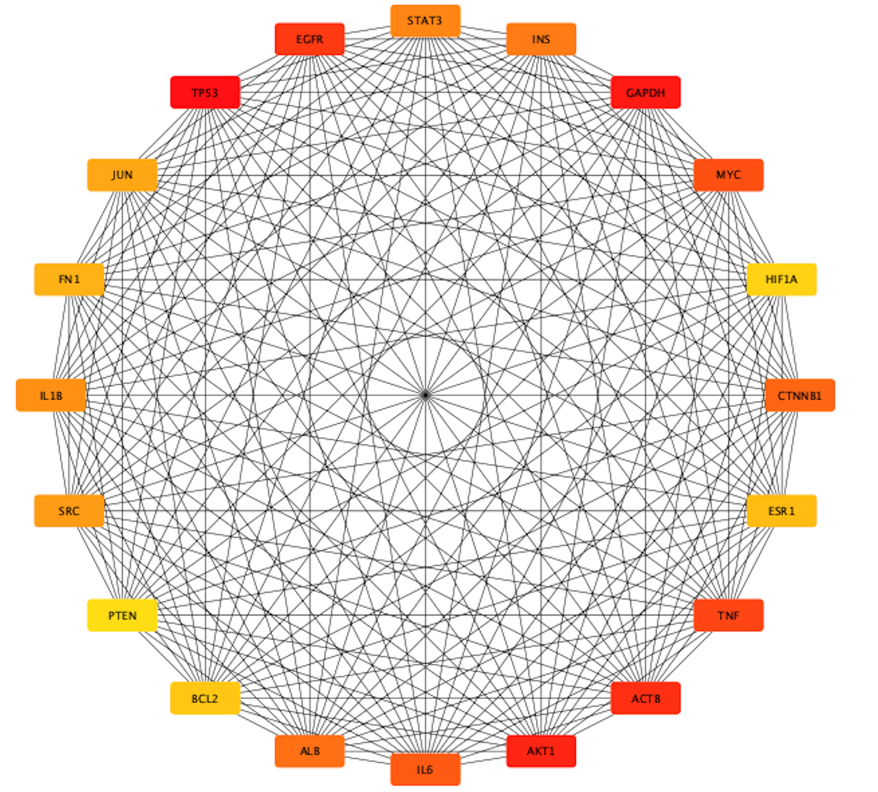 STAT3
EGFR
INS
TP53
GAPDH
JUN
MYC
FN1
HIF1A
IL1B
CTNNB1
SRC
ESR1
PTEN
TNF
BCL2
ACTB
ALB
AKT1
IL6